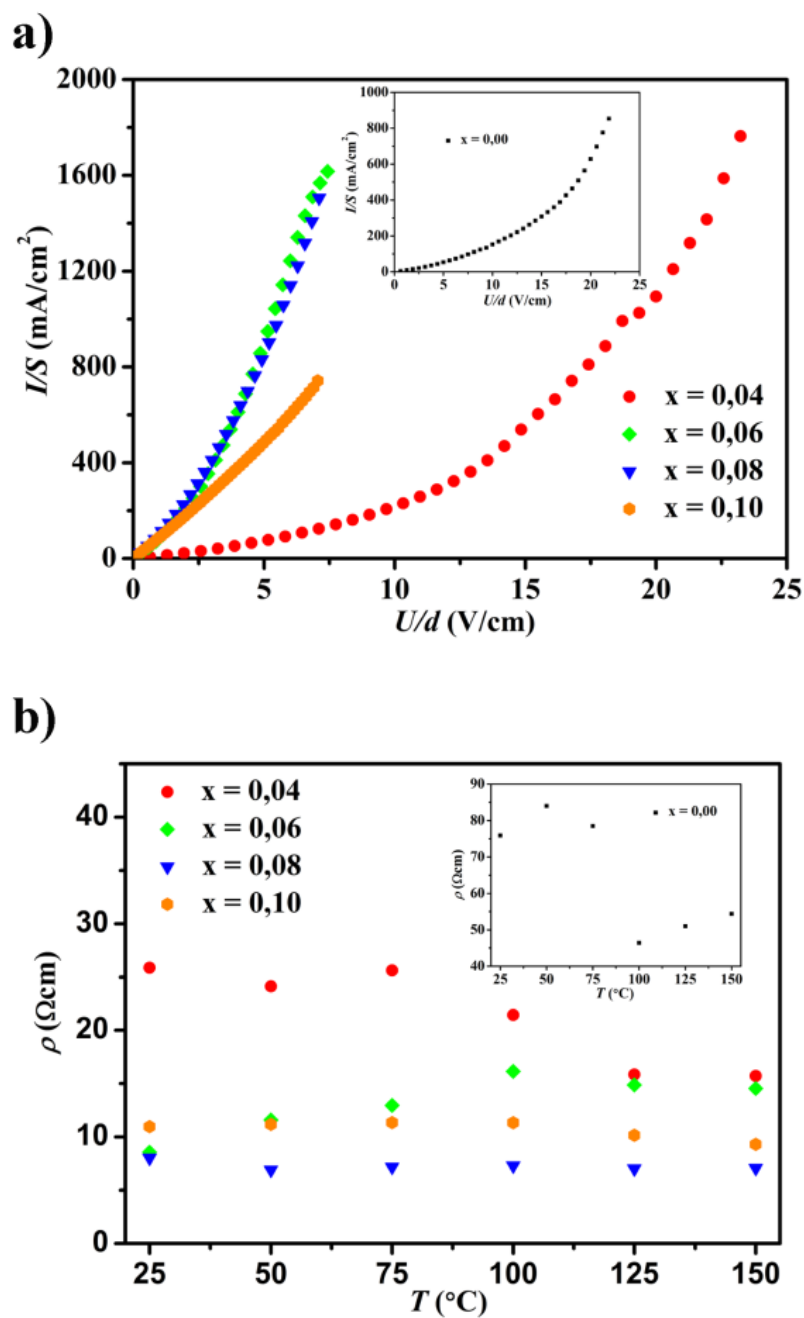 a)
2000
1600
1200
800
400
0
I/S (mA/cm²)
0 5 10 15 20 25
U/d (V/cm)
x = 0,04
x = 0,06
x = 0,08
x = 0,10
1000
800
600
400
200
0
I/S (mA/cm²)
x = 0,00
5 10 15 20 25
U/d (V/cm)
b)
40
30
20
10
0
ρ (Ωcm)
x = 0,04
x = 0,06
x = 0,08
x = 0,10
25 50 75 100 125 150
T (°C)
90
80
70
60
50
40
ρ (Ωcm)
x = 0,00
25 50 75 100 125 150
T (°C)